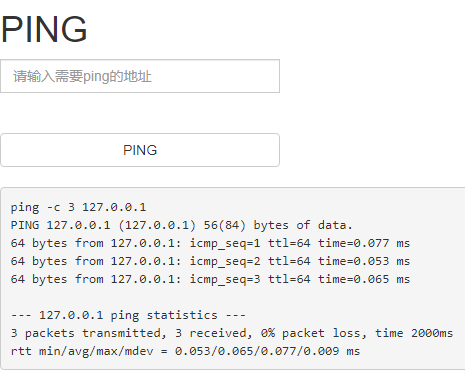 PING
请输入需要ping的地址
PING
ping -c 3 127.0.0.1
PING 127.0.0.1 (127.0.0.1) 56(84) bytes of data.
64 bytes from 127.0.0.1: icmp_seq=1 ttl=64 time=0.077 ms
64 bytes from 127.0.0.1: icmp_seq=2 ttl=64 time=0.053 ms
64 bytes from 127.0.0.1: icmp_seq=3 ttl=64 time=0.065 ms
--- 127.0.0.1 ping statistics ---
3 packets transmitted, 3 received, 0% packet loss, time 2000ms
rtt min/avg/max/mdev = 0.053/0.065/0.077/0.009 ms